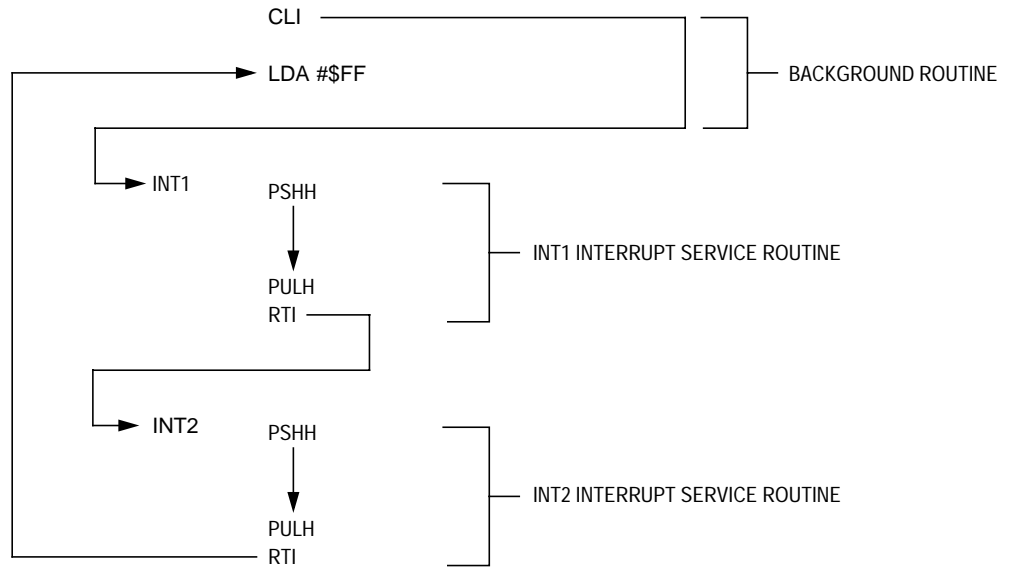 CLI
LDA #$FF
BACKGROUND ROUTINE
INT1
PSHH
INT1 INTERRUPT SERVICE ROUTINE
PULH
RTI
INT2
PSHH
INT2 INTERRUPT SERVICE ROUTINE
PULH
RTI